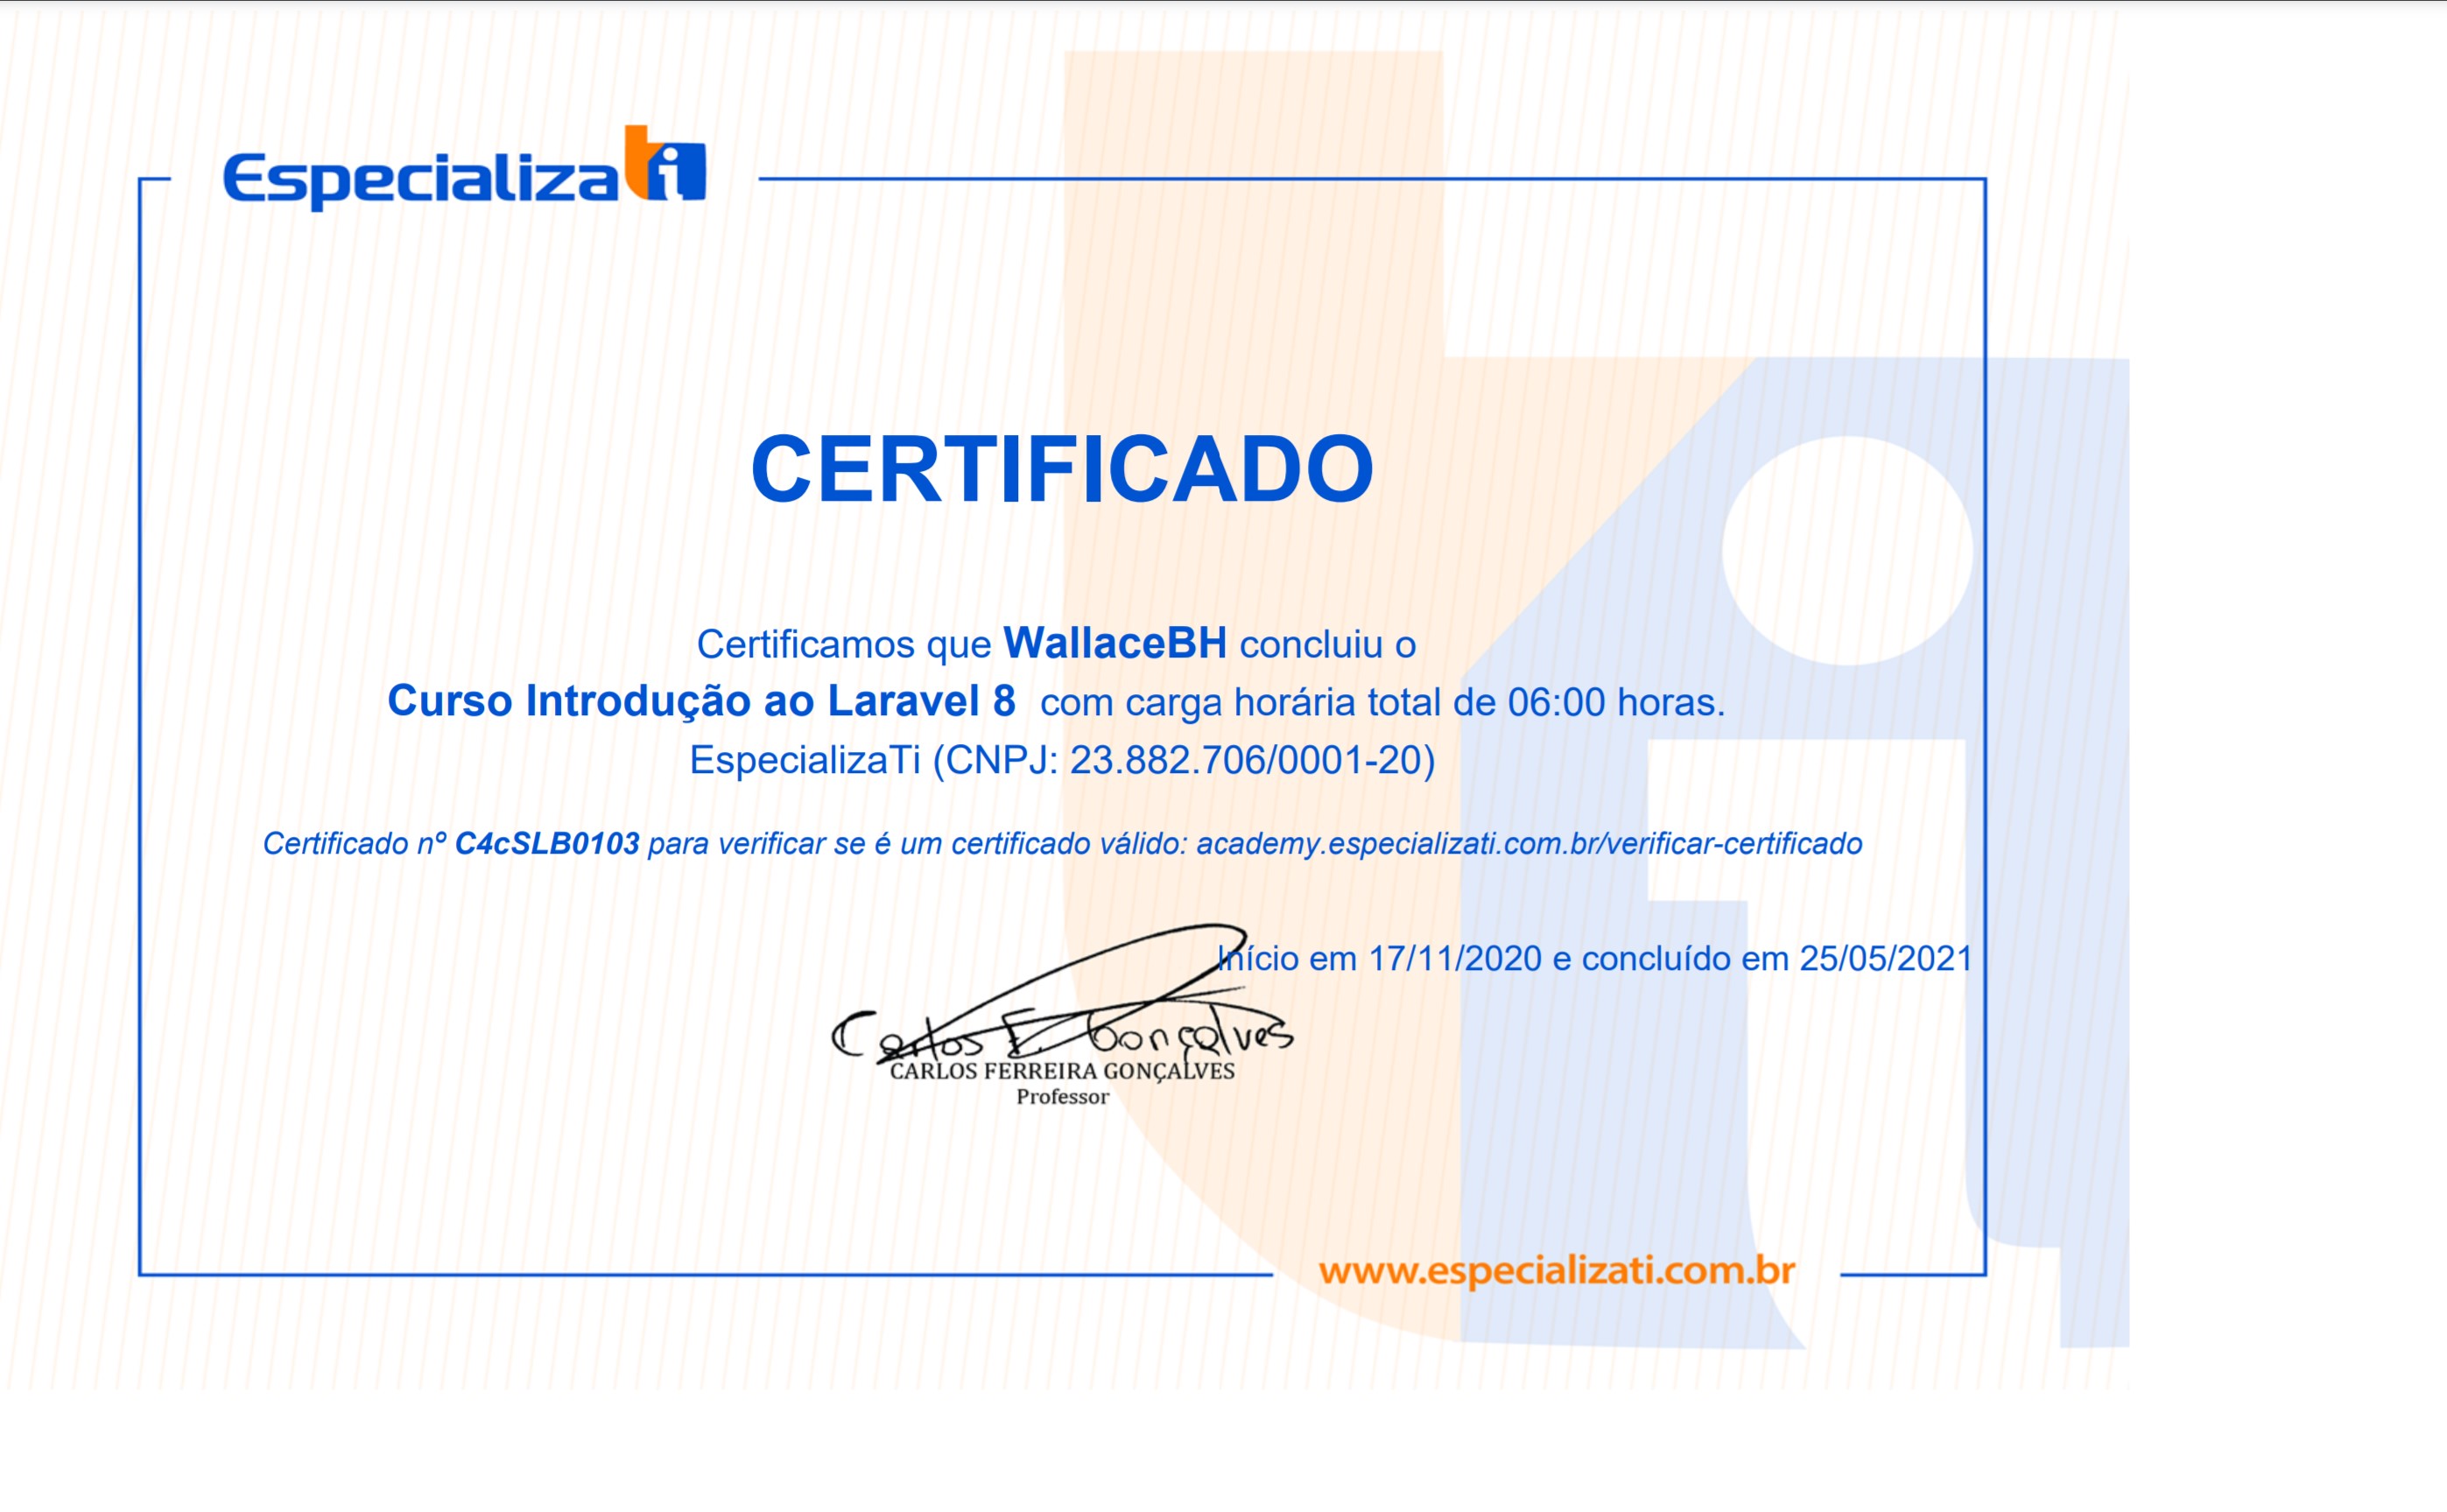 EspecializaTi
CERTIFICADO
Certificamos que WallaceBH concluiu o
Curso Introdução ao Laravel 8 com carga horária total de 06:00 horas.
EspecializaTi (CNPJ: 23.882.706/0001-20)
Certificado nº C4cSLB0103 para verificar se é um certificado válido: academy.especializati.com.br/verificar-certificado
Início em 17/11/2020 e concluído em 25/05/2021
Carlos F. Gonçalves
CARLOS FERREIRA GONÇALVES
Professor
www.especializati.com.br